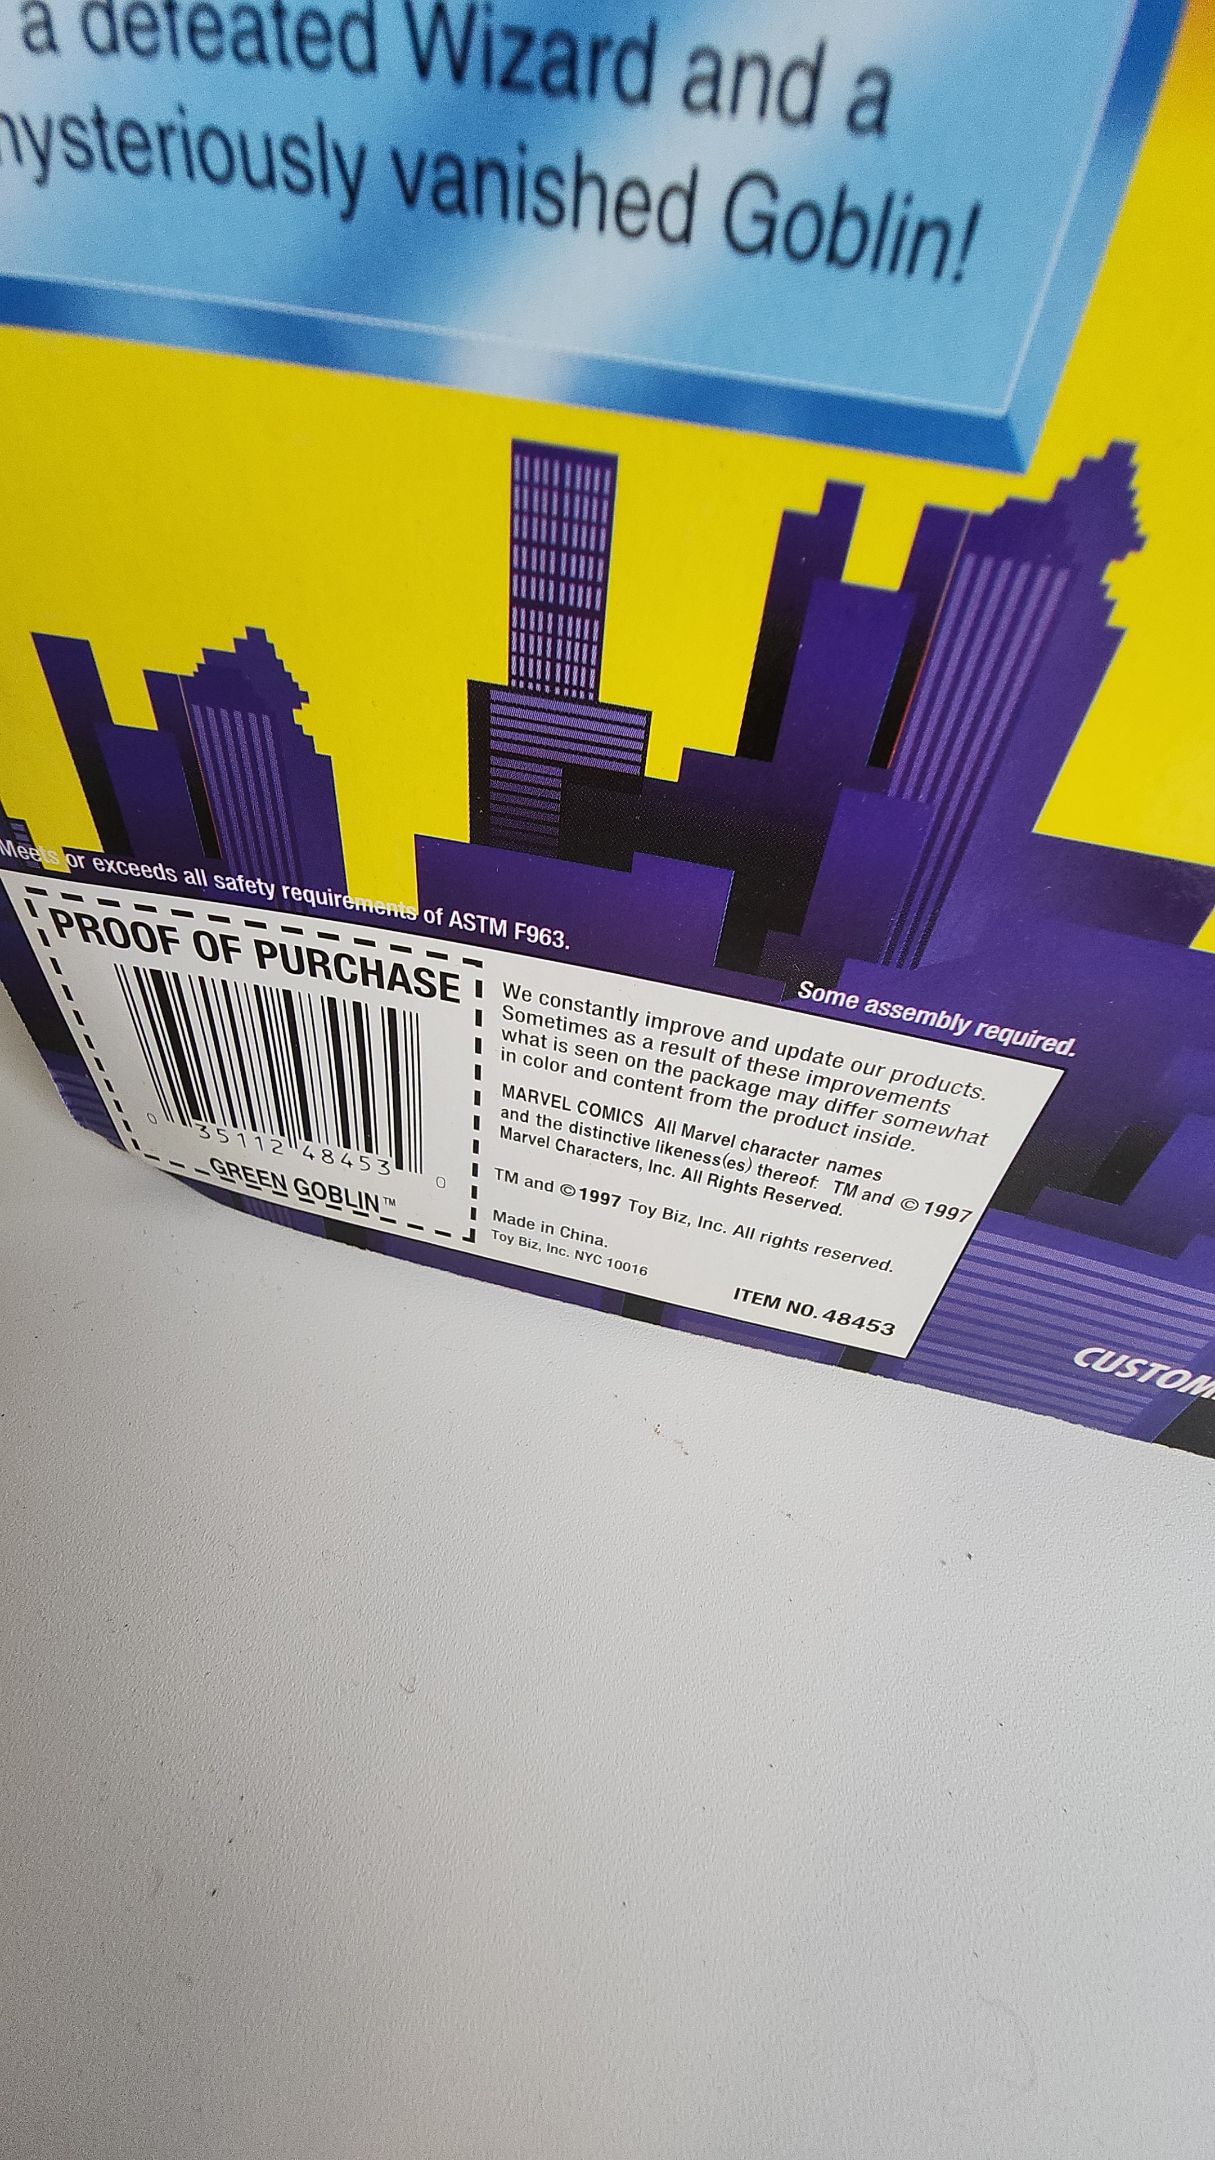 a defeated Wizard and a
mysteriously vanished Goblin!
Meets or exceeds all safety requirements of ASTM F963.
Some assembly required.
PROOF OF PURCHASE
0 35112 48453 0
GREEN GOBLIN™
We constantly improve and update our products.
Sometimes as a result of these improvements
what is seen on the package may differ somewhat
in color and content from the product inside.
MARVEL COMICS All Marvel character names
and the distinctive likeness(es) thereof: TM and © 1997
Marvel Characters, Inc. All Rights Reserved.
TM and ©1997 Toy Biz, Inc. All rights reserved.
Made in China.
Toy Biz, Inc. NYC 10016
ITEM NO. 48453